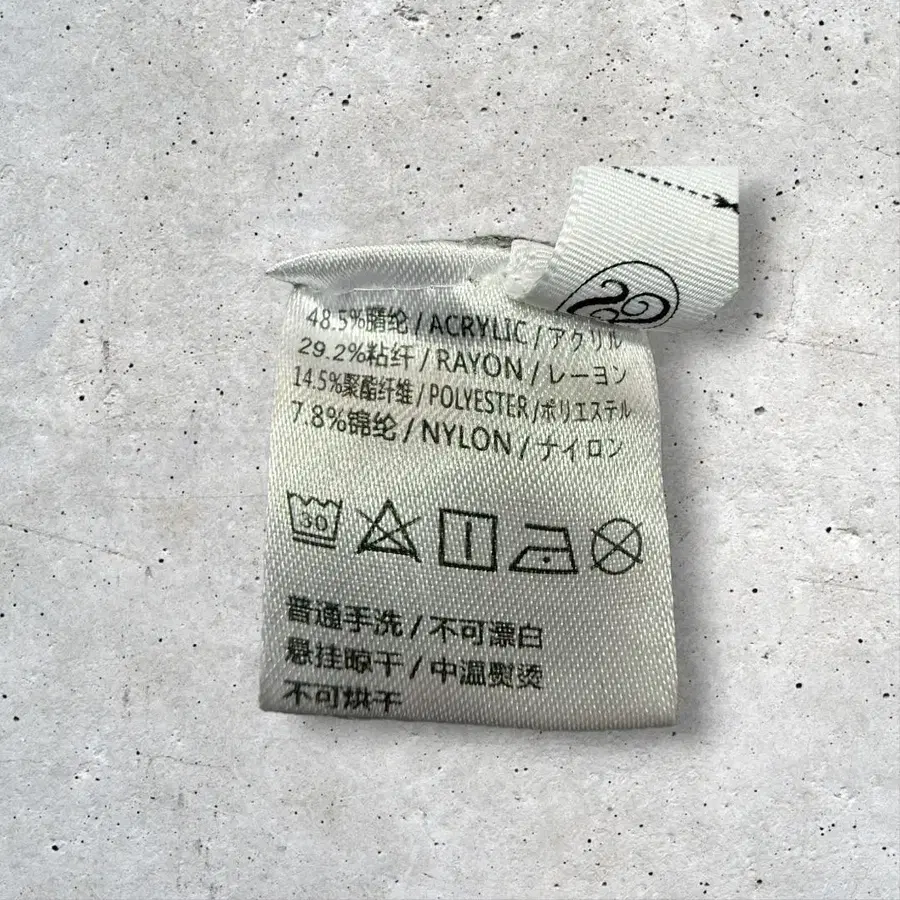 48.5%腈纶/ACRYLIC/アクリル
29.2%粘纤/RAYON/レーヨン
14.5%聚酯纤维/POLYESTER/ポリエステル
7.8%锦纶/NYLON/ナイロン
30
普通手洗/不可漂白
悬挂晾干/中温熨烫
不可烘干